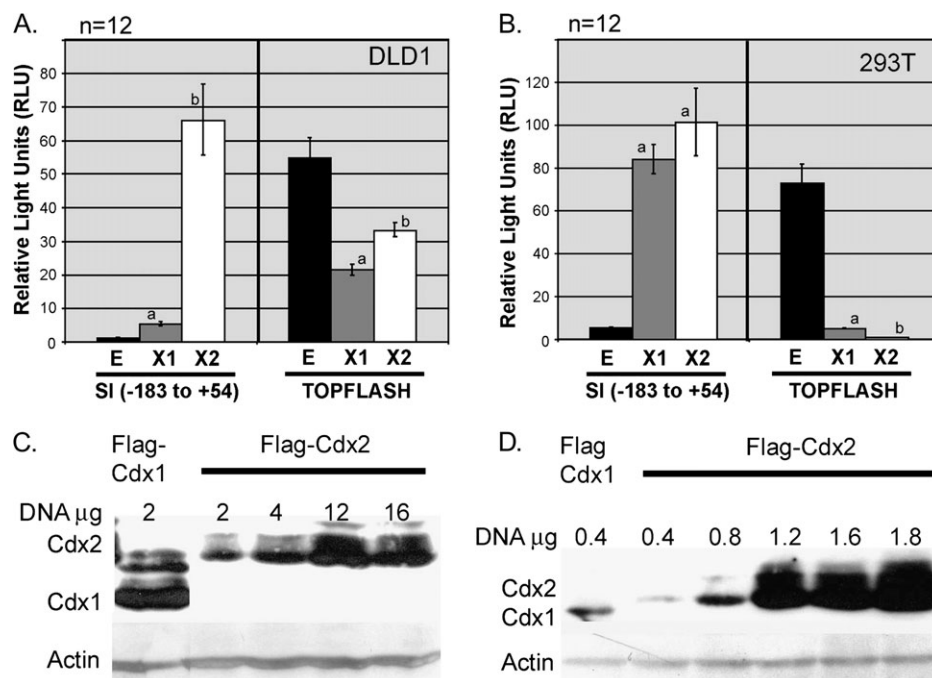 A.
n=12
DLD1
Relative Light Units (RLU)
80
70
60
50
40
30
20
10
0
a
b
a
b
E X1 X2 E X1 X2
SI (-183 to +54) TOPFLASH
B.
n=12
293T
Relative Light Units (RLU)
120
100
80
60
40
20
0
a
a
a
b
E X1 X2 E X1 X2
SI (-183 to +54) TOPFLASH
C.
Flag-
Cdx1
Flag-Cdx2
DNA µg 2 2 4 12 16
Cdx2
Cdx1
Actin
D.
Flag
Cdx1
Flag-Cdx2
DNA µg 0.4 0.4 0.8 1.2 1.6 1.8
Cdx2
Cdx1
Actin